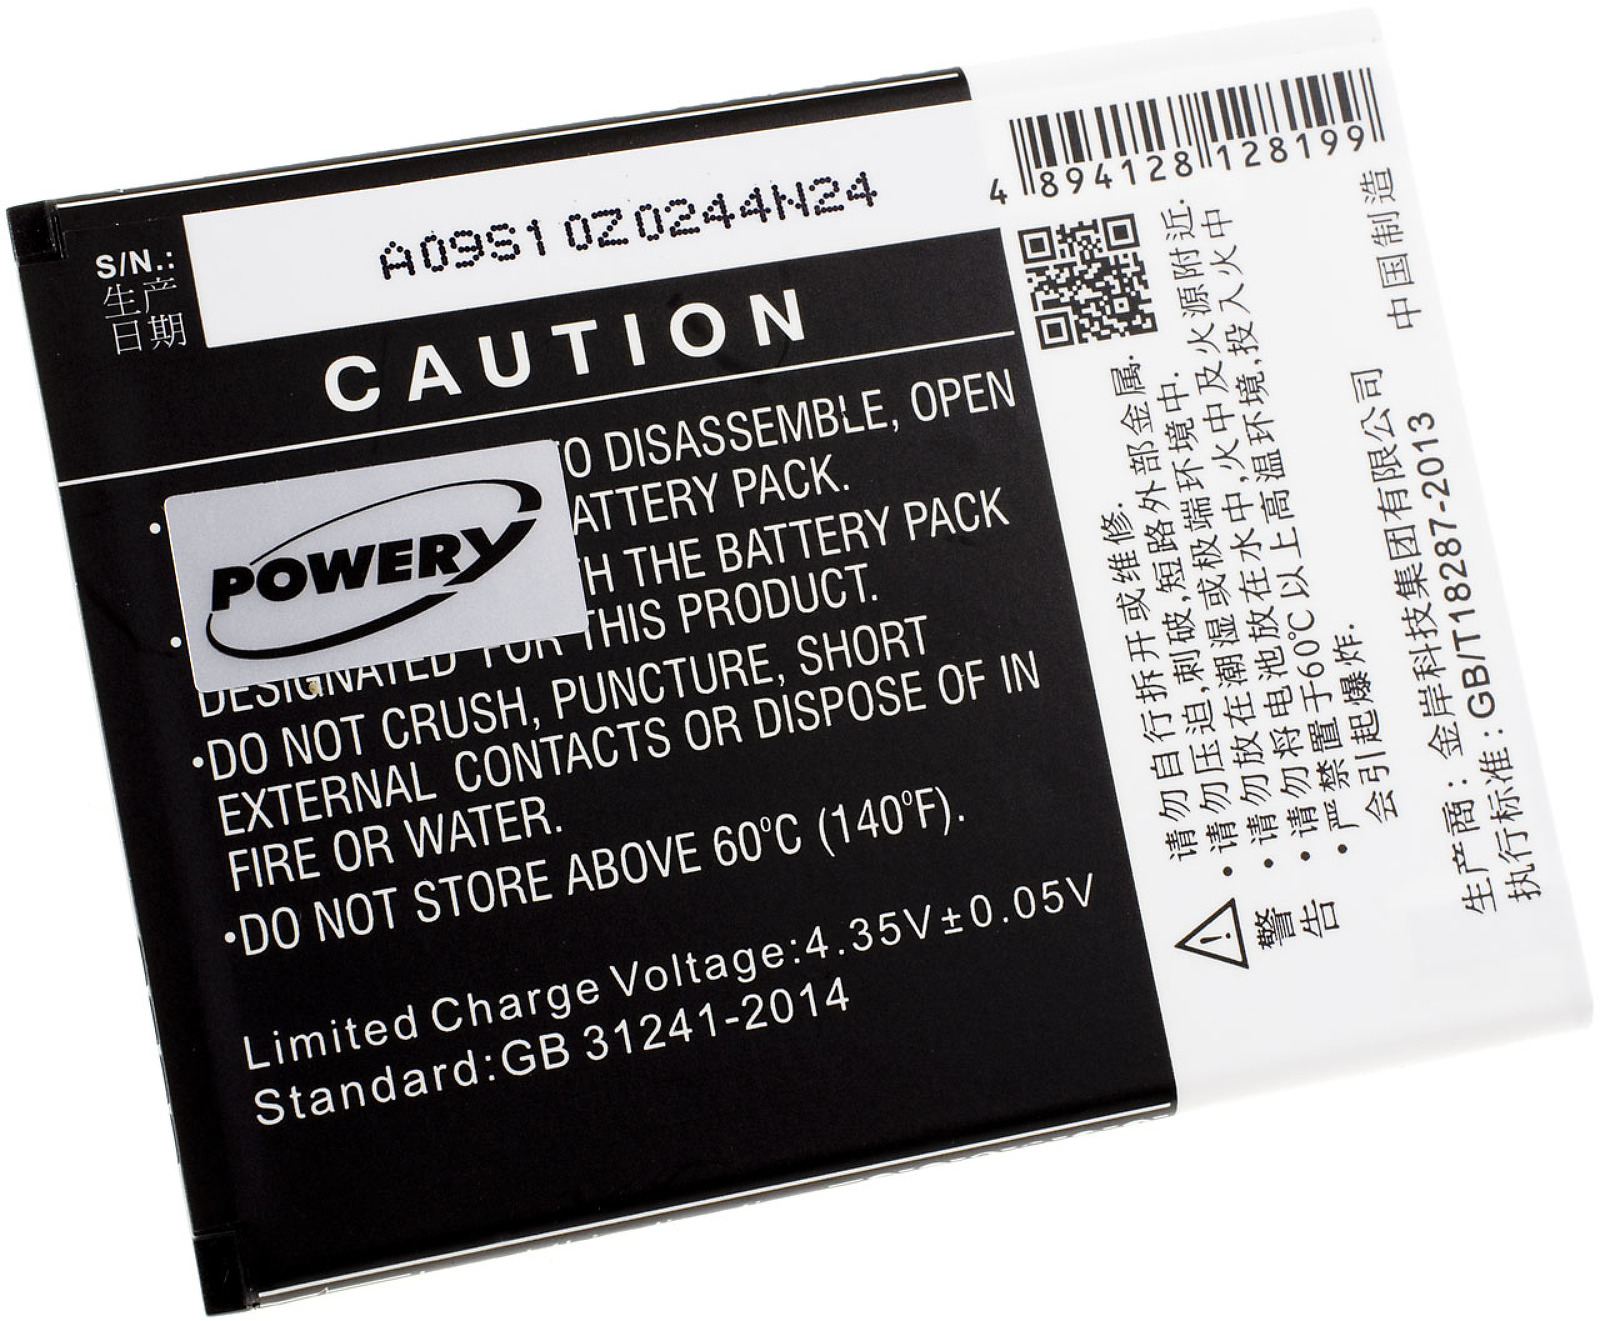 S/N.:
生产
日期
A09S10Z0244N24
CAUTION
O DISASSEMBLE, OPEN
ATTERY PACK.
H THE BATTERY PACK
DESIGNATED FOR THIS PRODUCT.
•DO NOT CRUSH, PUNCTURE, SHORT
EXTERNAL CONTACTS OR DISPOSE OF IN
FIRE OR WATER.
•DO NOT STORE ABOVE 60°C (140°F).
Limited Charge Voltage:4.35V±0.05V
Standard:GB 31241-2014
POWERY
4 894128 128199
警
告
请勿自行拆开或维修.
•请勿压迫,刺破,短路外部金属.
•请勿放在潮湿或极端环境中.
•请勿将电池放在水中,火中及火源附近.
•严禁置于60℃以上高温环境,投入火中
会引起爆炸.
生产商:金岸科技集团有限公司
中国制造
执行标准:GB/T18287-2013